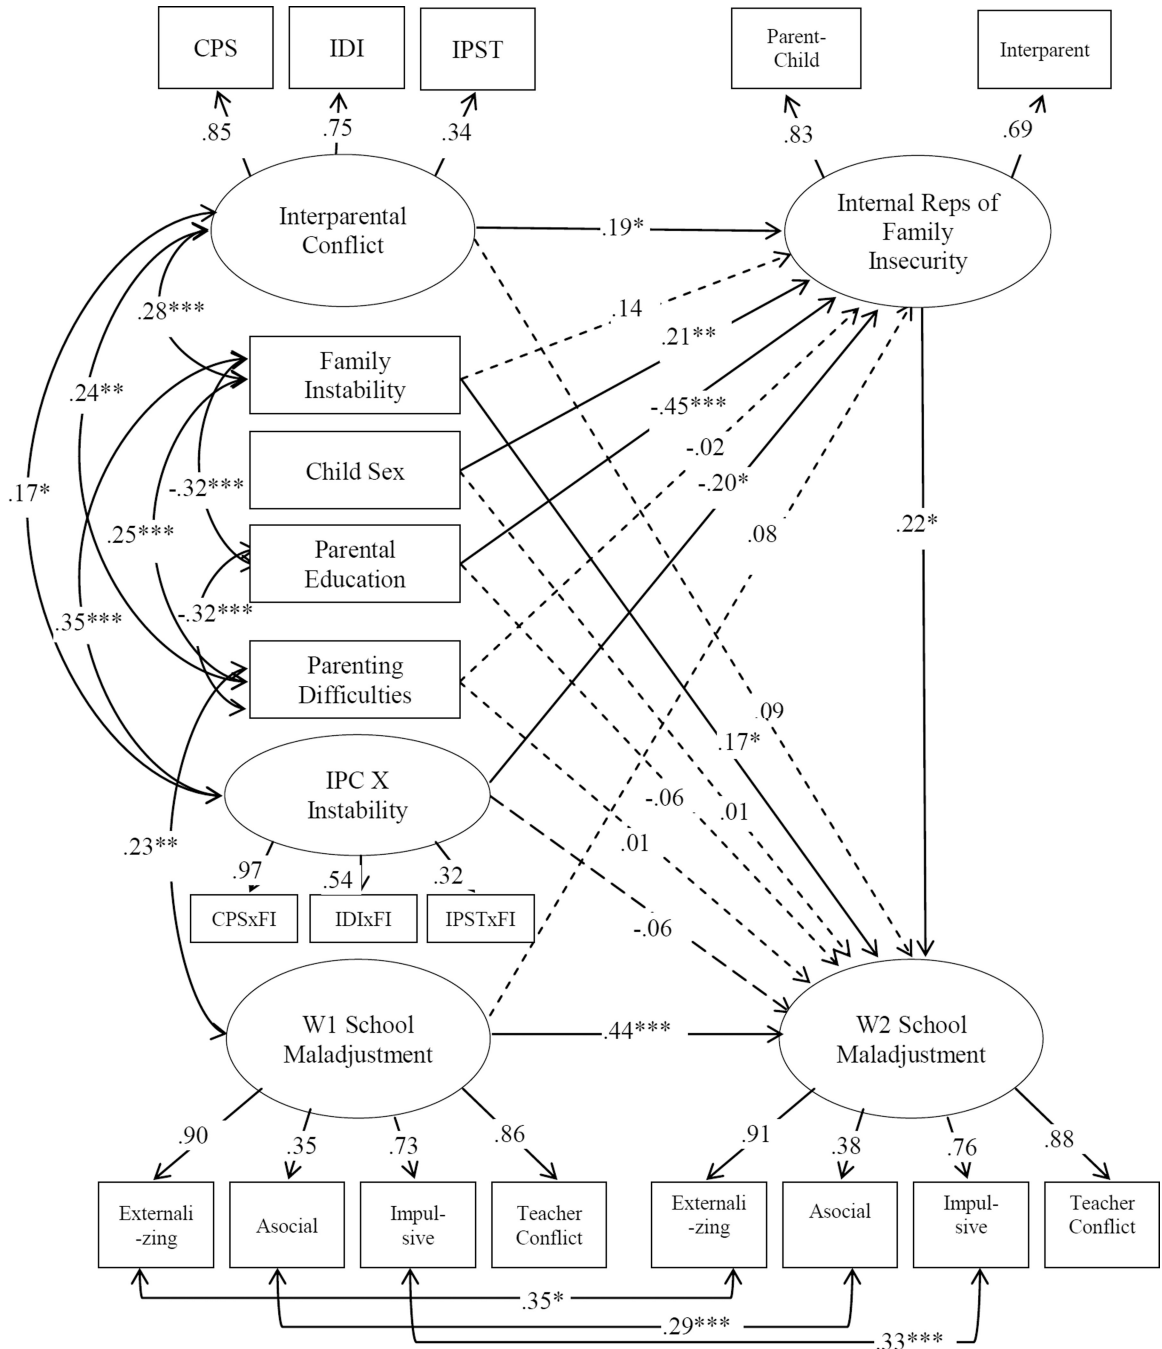 CPS
IDI
IPST
Parent-
Child
Interparent
.85
.75
.34
.83
.69
Interparental
Conflict
Internal Reps of
Family
Insecurity
.19*
.28***
.14
.21**
Family
Instability
.24**
-.45***
-.02
Child Sex
-.32***
-.20*
.17*
.25***
.08
.22*
Parental
Education
-.32***
.35***
Parenting
Difficulties
.09
.17*
IPC X
Instability
-.06
.01
.01
.23**
.97
.54
.32
CPSxFI
IDIxFI
IPSTxFI
-.06
W1 School
Maladjustment
.44***
W2 School
Maladjustment
.90
.35
.73
.86
.91
.38
.76
.88
Externali
-zing
Asocial
Impul-
sive
Teacher
Conflict
Externali
-zing
Asocial
Impul-
sive
Teacher
Conflict
.35*
.29***
.33***